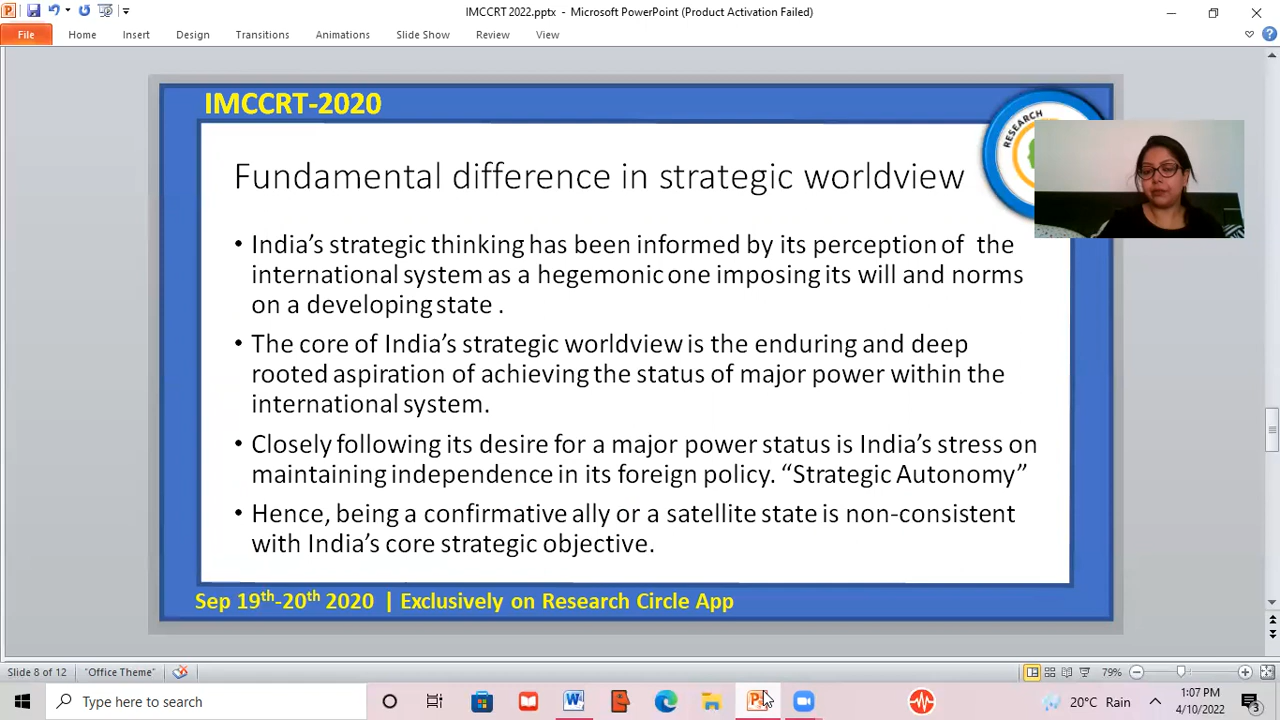 IMCCRT 2022.pptx - Microsoft PowerPoint (Product Activation Failed)
File Home Insert Design Transitions Animations Slide Show Review View
IMCCRT-2020
RESEARCH
Fundamental difference in strategic worldview
• India’s strategic thinking has been informed by its perception of the
international system as a hegemonic one imposing its will and norms
on a developing state .
• The core of India’s strategic worldview is the enduring and deep
rooted aspiration of achieving the status of major power within the
international system.
• Closely following its desire for a major power status is India’s stress on
maintaining independence in its foreign policy. “Strategic Autonomy”
• Hence, being a confirmative ally or a satellite state is non-consistent
with India’s core strategic objective.
Sep 19th-20th 2020 | Exclusively on Research Circle App
Slide 8 of 12 "Office Theme" 79%
Type here to search
20°C Rain
1:07 PM
4/10/2022
3